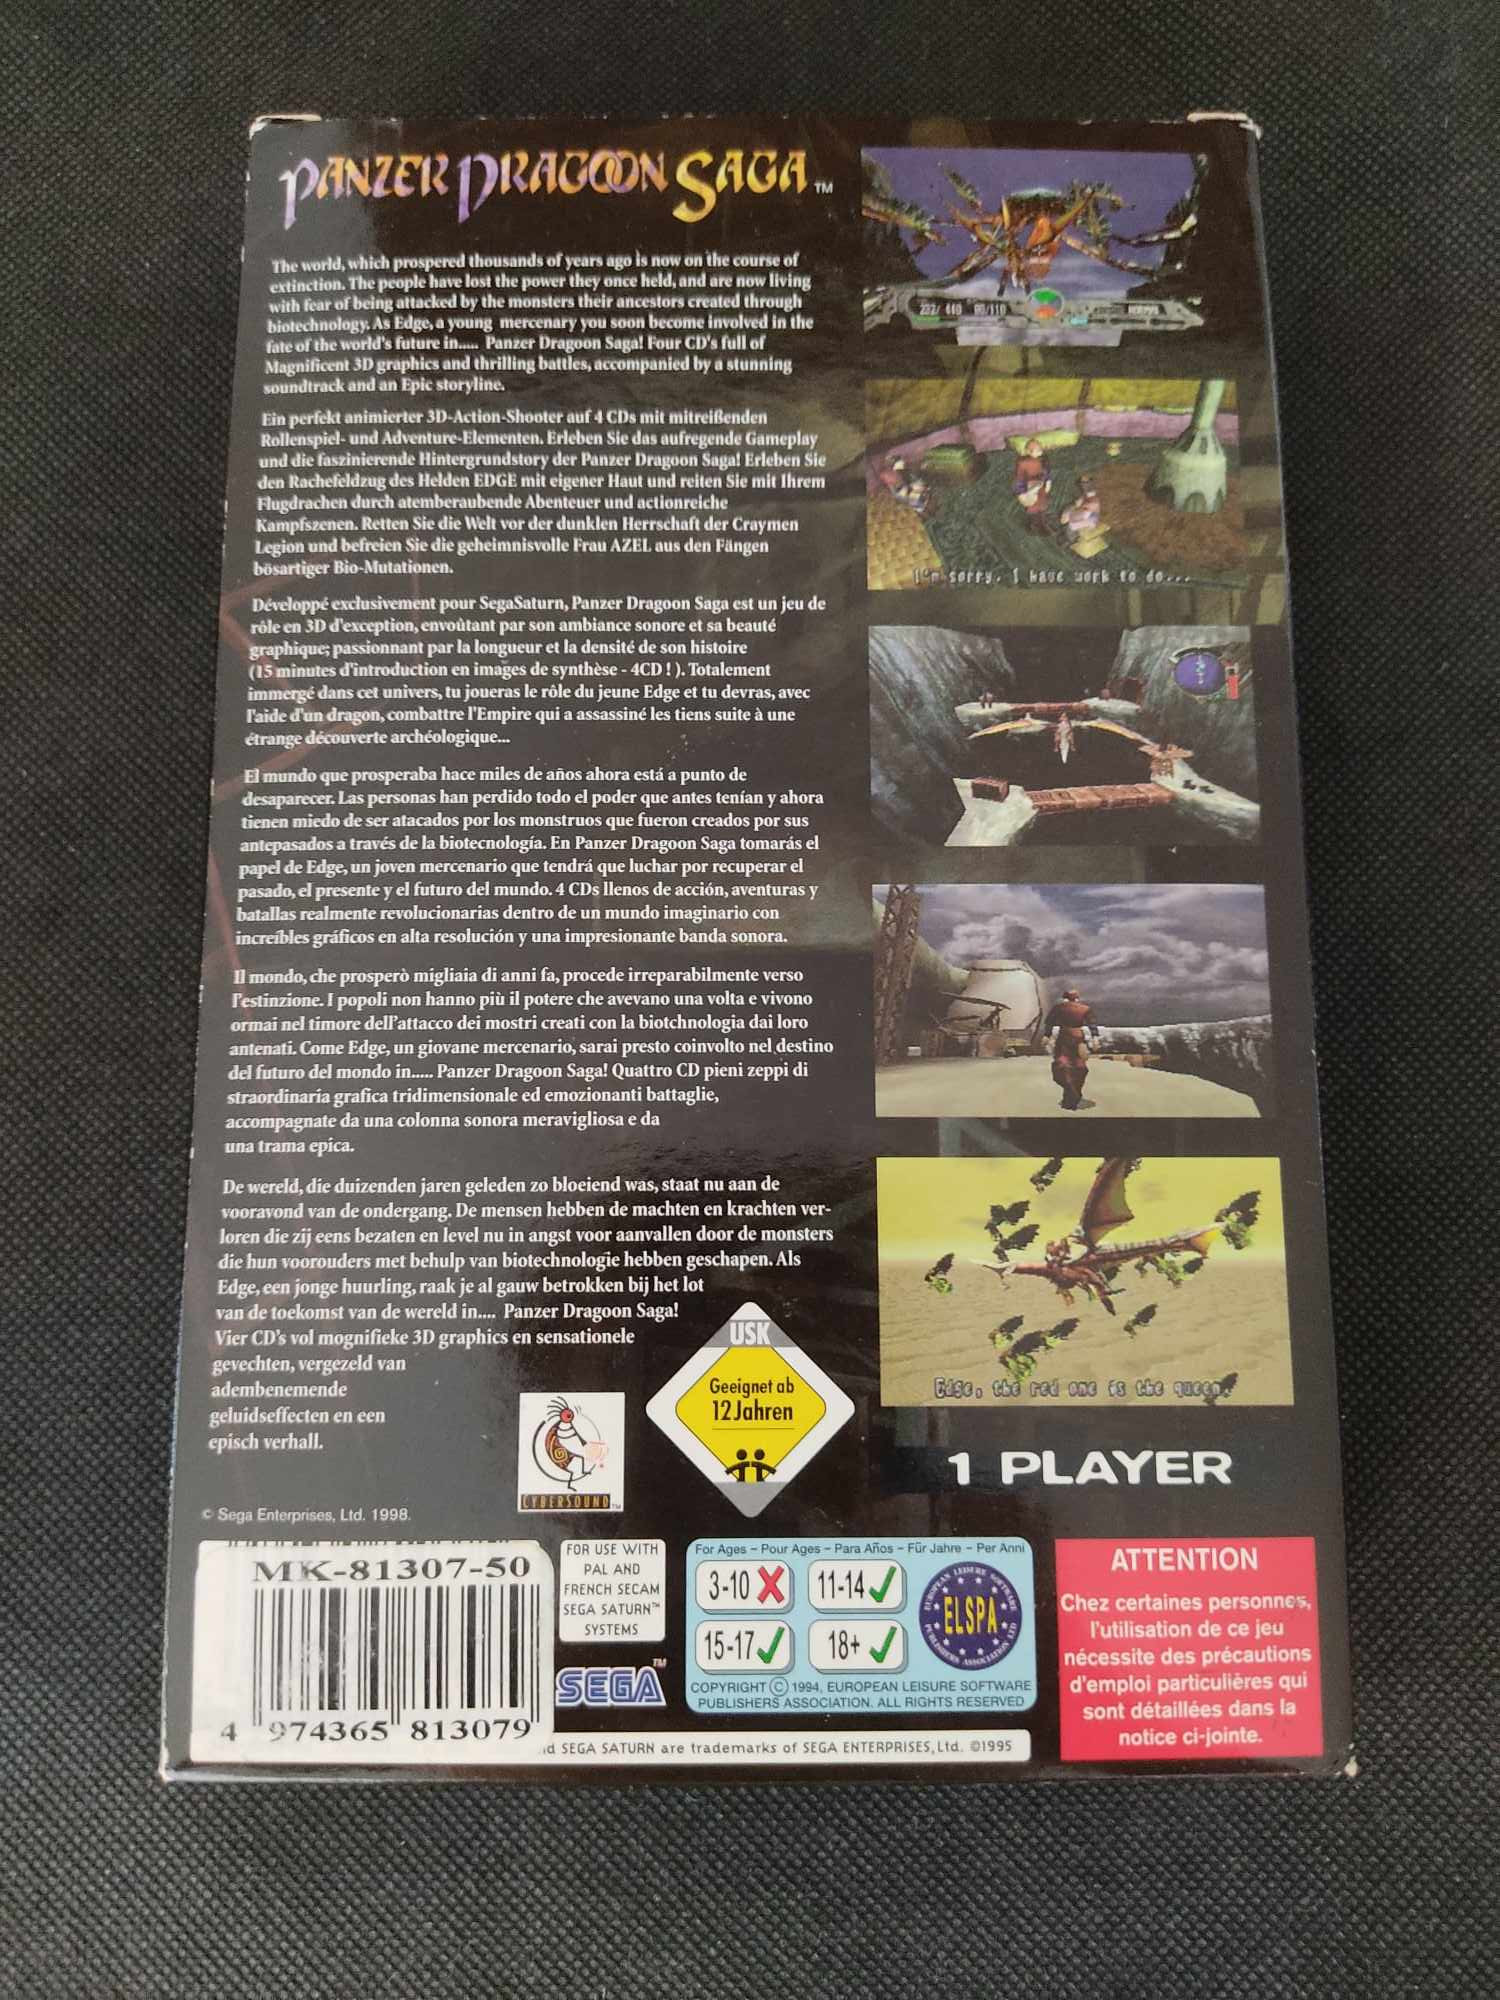 PANZER DRAGOON SAGA™
The world, which prospered thousands of years ago is now on the course of
extinction. The people have lost the power they once held, and are now living
with fear of being attacked by the monsters their ancestors created through
biotechnology. As Edge, a young mercenary you soon become involved in the
fate of the world's future in..... Panzer Dragoon Saga! Four CD's full of
Magnificent 3D graphics and thrilling battles, accompanied by a stunning
soundtrack and an Epic storyline.
Ein perfekt animierter 3D-Action-Shooter auf 4 CDs mit mitreißenden
Rollenspiel- und Adventure-Elementen. Erleben Sie das aufregende Gameplay
und die faszinierende Hintergrundstory der Panzer Dragoon Saga! Erleben Sie
den Rachefeldzug des Helden EDGE mit eigener Haut und reiten Sie mit Ihrem
Flugdrachen durch atemberaubende Abenteuer und actionreiche
Kampfszenen. Retten Sie die Welt vor der dunklen Herrschaft der Craymen
Legion und befreien Sie die geheimnisvolle Frau AZEL aus den Fängen
bösartiger Bio-Mutationen.
Développé exclusivement pour SegaSaturn, Panzer Dragoon Saga est un jeu de
rôle en 3D d'exception, envoûtant par son ambiance sonore et sa beauté
graphique; passionnant par la longueur et la densité de son histoire
(15 minutes d'introduction en images de synthèse - 4CD ! ). Totalement
immergé dans cet univers, tu joueras le rôle du jeune Edge et tu devras, avec
l'aide d'un dragon, combattre l'Empire qui a assassiné les tiens suite à une
étrange découverte archéologique...
El mundo que prosperaba hace miles de años ahora está a punto de
desaparecer. Las personas han perdido todo el poder que antes tenían y ahora
tienen miedo de ser atacados por los monstruos que fueron creados por sus
antepasados a través de la biotecnología. En Panzer Dragoon Saga tomarás el
papel de Edge, un joven mercenario que tendrá que luchar por recuperar el
pasado, el presente y el futuro del mundo. 4 CDs llenos de acción, aventuras y
batallas realmente revolucionarias dentro de un mundo imaginario con
increíbles gráficos en alta resolución y una impresionante banda sonora.
Il mondo, che prosperò migliaia di anni fa, procede irreparabilmente verso
l'estinzione. I popoli non hanno più il potere che avevano una volta e vivono
ormai nel timore dell'attacco dei mostri creati con la biotchnologia dai loro
antenati. Come Edge, un giovane mercenario, sarai presto coinvolto nel destino
del futuro del mondo in..... Panzer Dragoon Saga! Quattro CD pieni zeppi di
straordinaria grafica tridimensionale ed emozionanti battaglie,
accompagnate da una colonna sonora meravigliosa e da
una trama epica.
De wereld, die duizenden jaren geleden zo bloeiend was, staat nu aan de
vooravond van de ondergang. De mensen hebben de machten en krachten ver-
loren die zij eens bezaten en level nu in angst voor aanvallen door de monsters
die hun voorouders met behulp van biotechnologie hebben geschapen. Als
Edge, een jonge huurling, raak je al gauw betrokken bij het lot
van de toekomst van de wereld in.... Panzer Dragoon Saga!
Vier CD's vol mognifieke 3D graphics en sensationele
gevechten, vergezeld van
adembenemende
geluidseffecten en een
episch verhall.
I'm sorry. I have work to do...
Edge, the red one is the queen.
1 PLAYER
USK
Geeignet ab
12 Jahren
CYBERSOUND™
© Sega Enterprises, Ltd. 1998.
MK-81307-50
4 974365 813079
FOR USE WITH
PAL AND
FRENCH SECAM
SEGA SATURN™
SYSTEMS
SEGA™
For Ages – Pour Ages – Para Años – Für Jahre – Per Anni
3-10 11-14
15-17 18+
EUROPEAN LEISURE SOFTWARE
ELSPA
PUBLISHERS ASSOCIATION LTD
COPYRIGHT © 1994, EUROPEAN LEISURE SOFTWARE
PUBLISHERS ASSOCIATION. ALL RIGHTS RESERVED
SEGA SATURN are trademarks of SEGA ENTERPRISES, Ltd. ©1995
ATTENTION
Chez certaines personnes,
l'utilisation de ce jeu
nécessite des précautions
d'emploi particulières qui
sont détaillées dans la
notice ci-jointe.